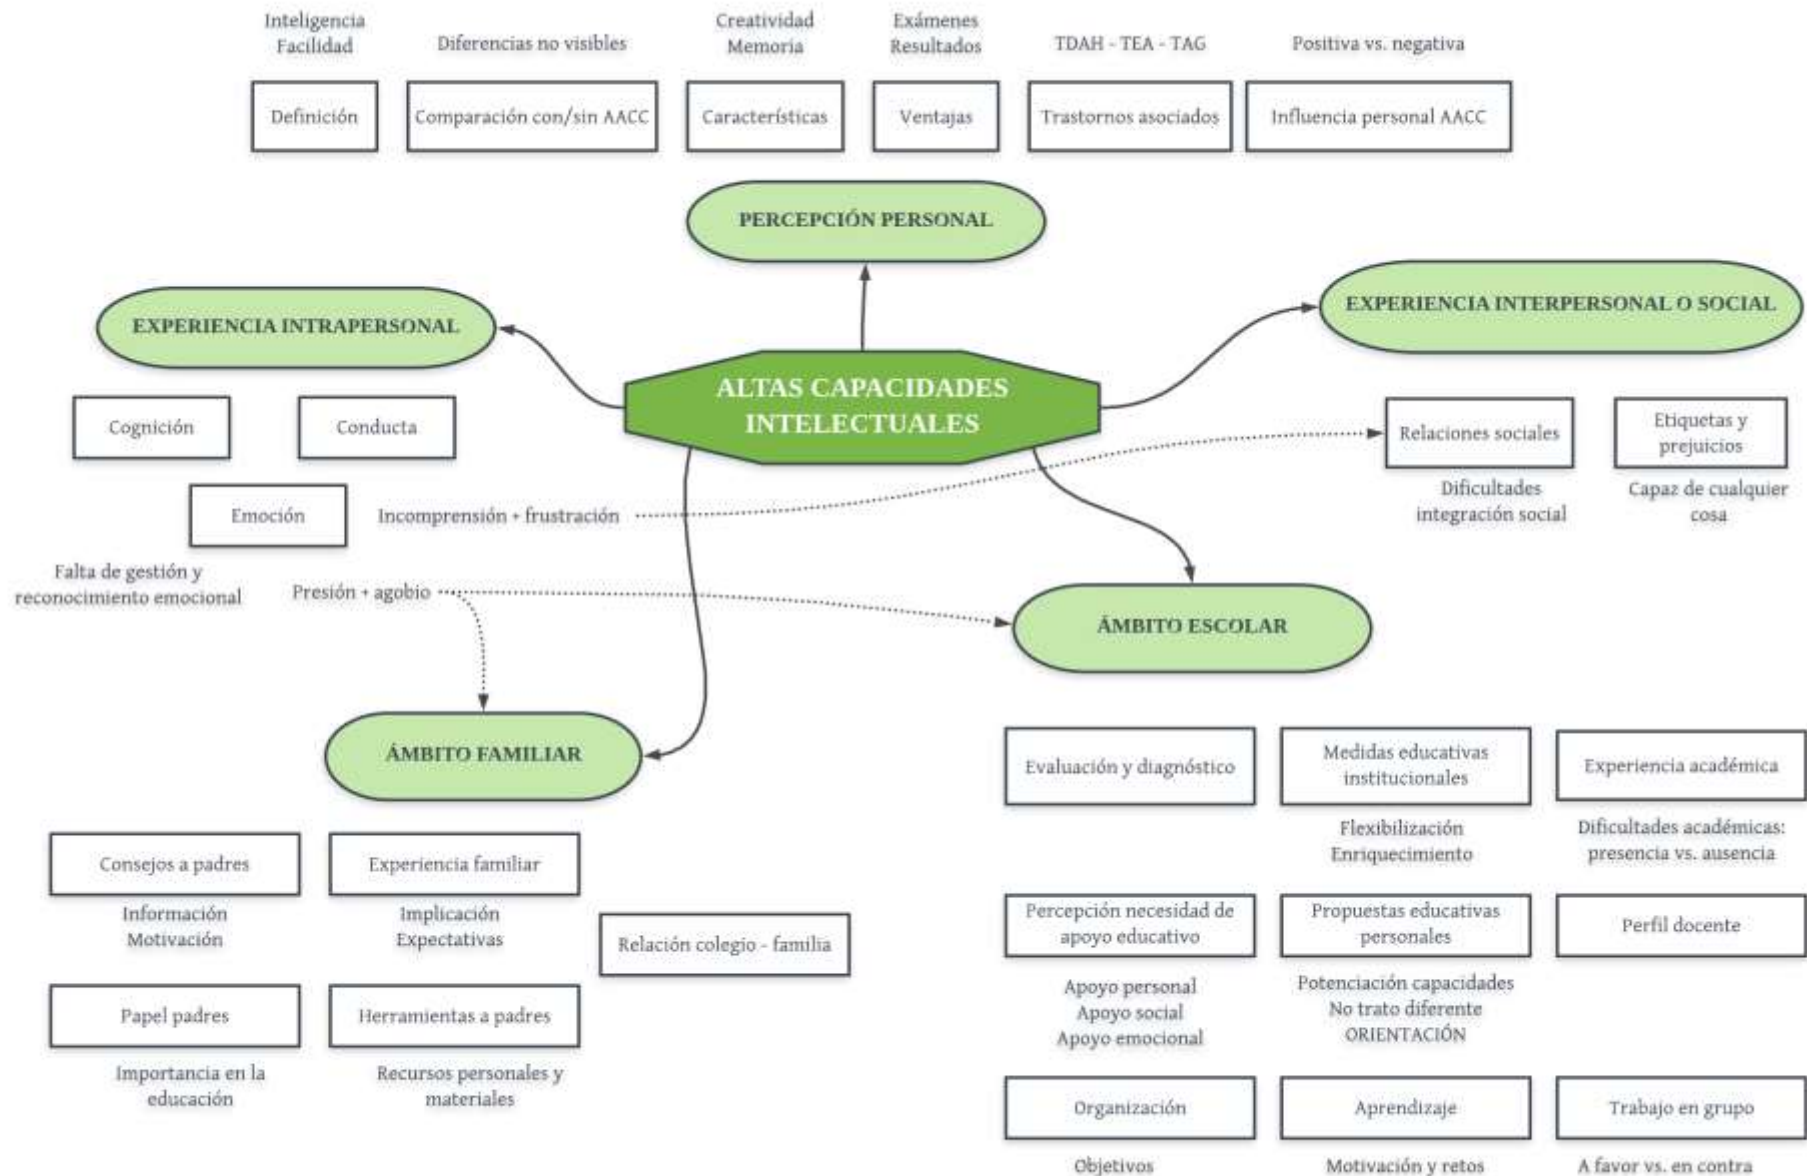 Inteligencia
Facilidad
Diferencias no visibles
Creatividad
Memoria
Exámenes
Resultados
TDAH - TEA - TAG
Positiva vs. negativa
Definición
Comparación con/sin AACC
Características
Ventajas
Trastornos asociados
Influencia personal AACC
PERCEPCIÓN PERSONAL
EXPERIENCIA INTRAPERSONAL
EXPERIENCIA INTERPERSONAL O SOCIAL
ALTAS CAPACIDADES
INTELECTUALES
Cognición
Conducta
Relaciones sociales
Etiquetas y
prejuicios
Dificultades
integración social
Capaz de cualquier
cosa
Emoción
Incomprensión + frustración
Falta de gestión y
reconocimiento emocional
Presión + agobio
ÁMBITO ESCOLAR
ÁMBITO FAMILIAR
Consejos a padres
Experiencia familiar
Información
Motivación
Implicación
Expectativas
Relación colegio - familia
Papel padres
Herramientas a padres
Importancia en la
educación
Recursos personales y
materiales
Evaluación y diagnóstico
Medidas educativas
institucionales
Experiencia académica
Flexibilización
Enriquecimiento
Dificultades académicas:
presencia vs. ausencia
Percepción necesidad de
apoyo educativo
Propuestas educativas
personales
Perfil docente
Apoyo personal
Apoyo social
Apoyo emocional
Potenciación capacidades
No trato diferente
ORIENTACIÓN
Organización
Aprendizaje
Trabajo en grupo
Objetivos
Motivación y retos
A favor vs. en contra